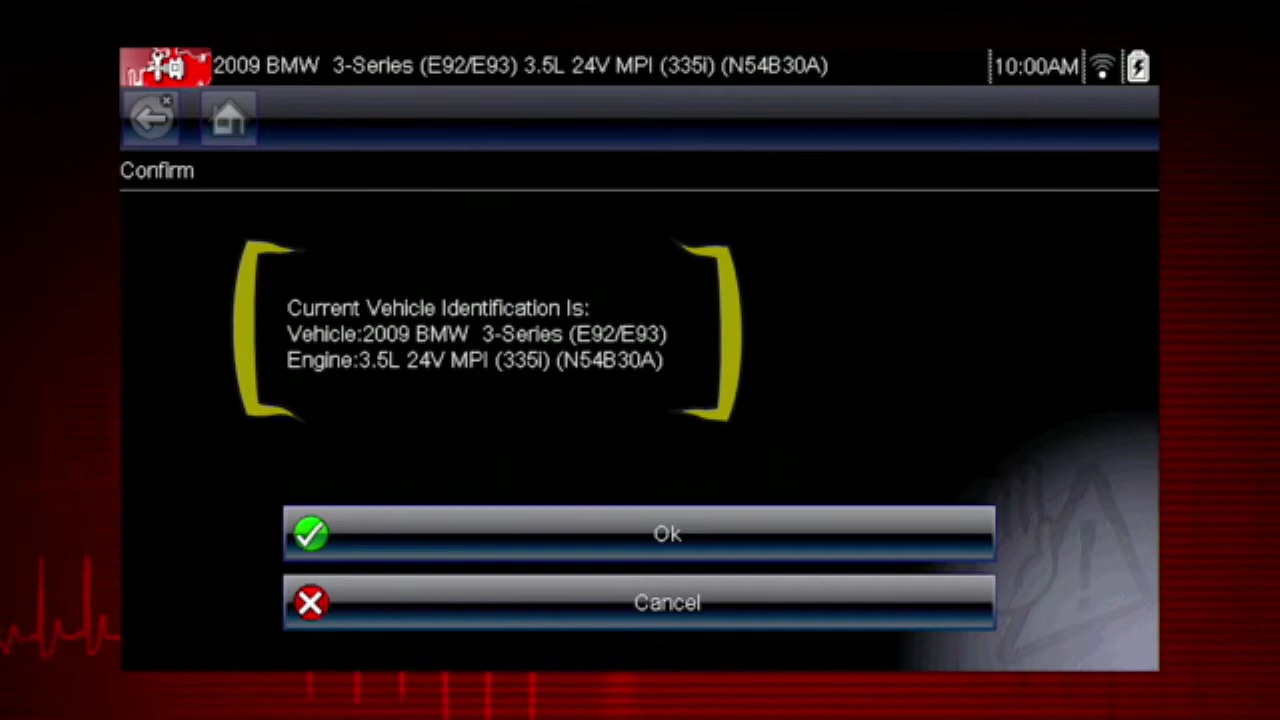 2009 BMW  3-Series (E92/E93) 3.5L 24V MPI (335i) (N54B30A)
10:00AM
Confirm
Current Vehicle Identification Is:
Vehicle:2009 BMW  3-Series (E92/E93)
Engine:3.5L 24V MPI (335i) (N54B30A)
Ok
Cancel